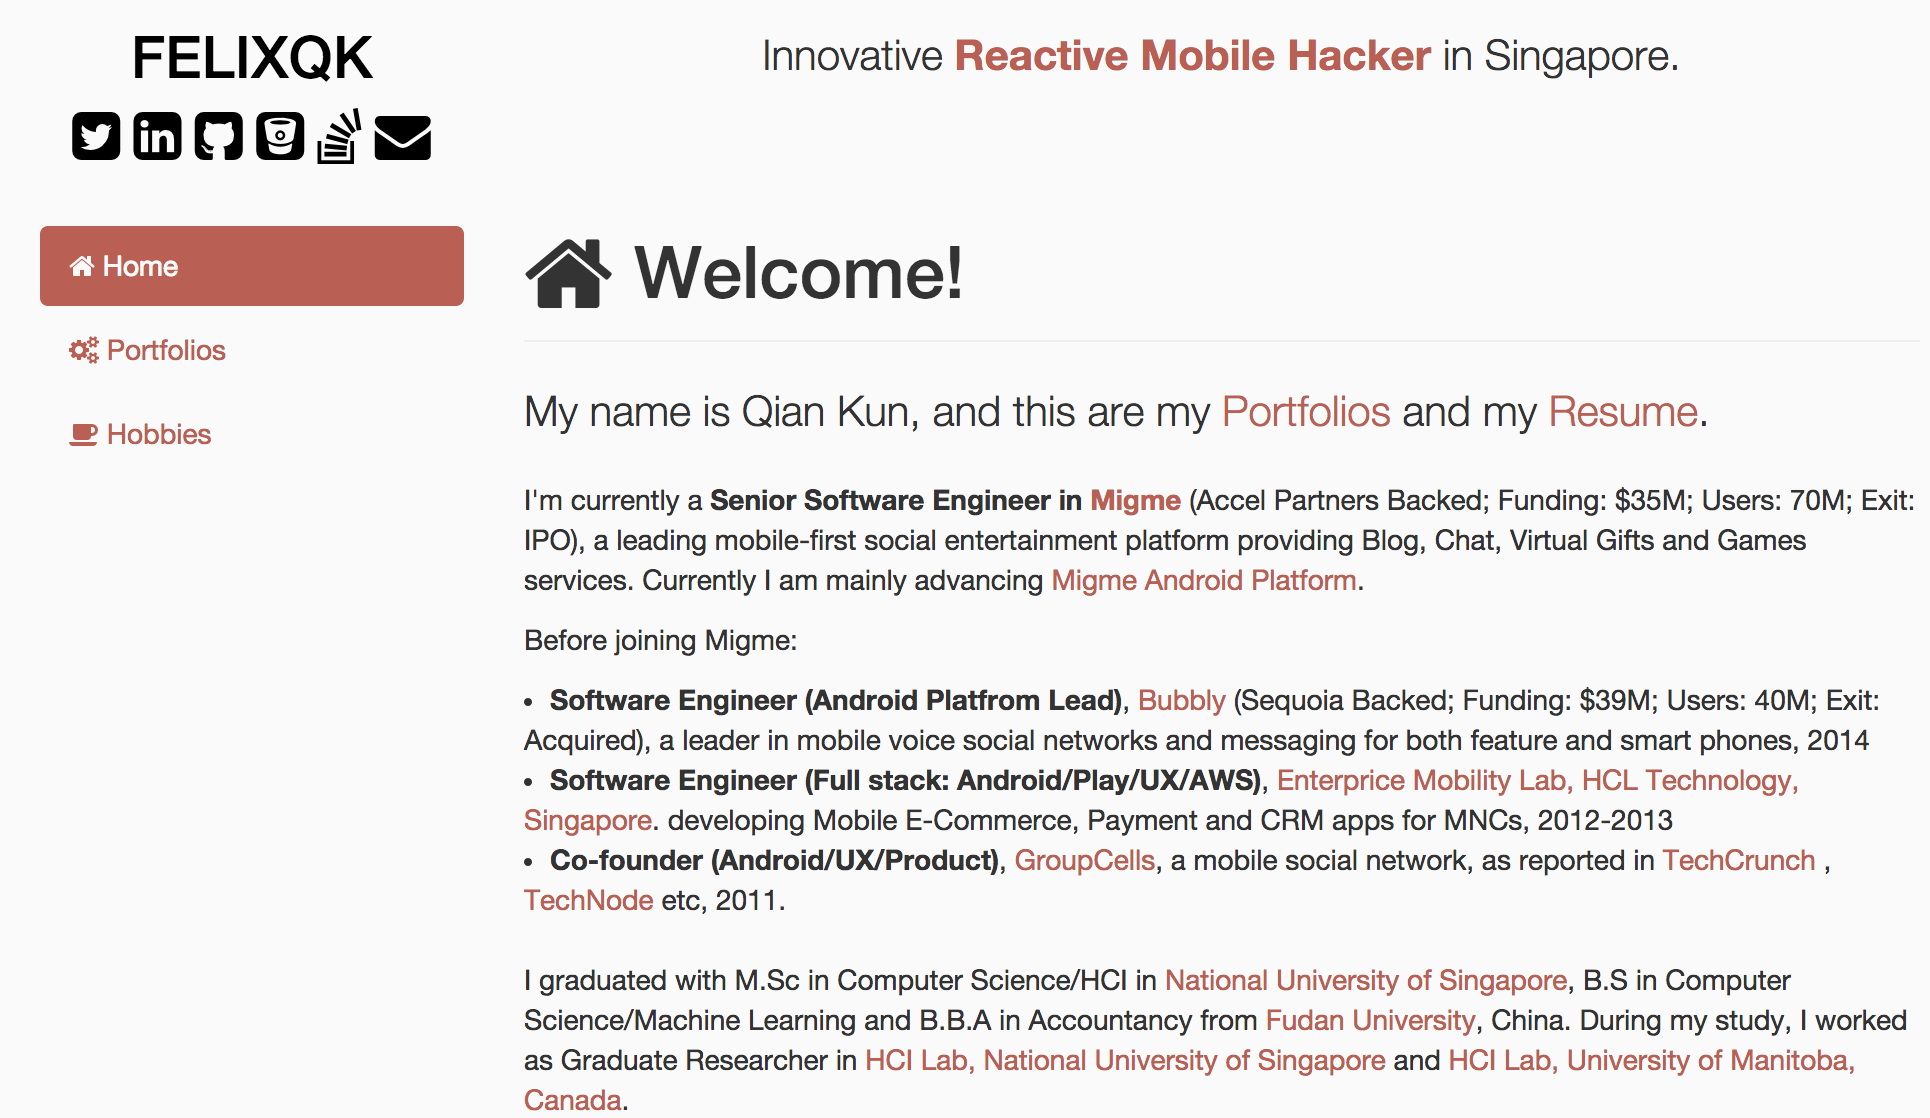 FELIXQK
Innovative Reactive Mobile Hacker in Singapore.
Home
Portfolios
Hobbies
Welcome!
My name is Qian Kun, and this are my Portfolios and my Resume.
I'm currently a Senior Software Engineer in Migme (Accel Partners Backed; Funding: $35M; Users: 70M; Exit:
IPO), a leading mobile-first social entertainment platform providing Blog, Chat, Virtual Gifts and Games
services. Currently I am mainly advancing Migme Android Platform.
Before joining Migme:
• Software Engineer (Android Platfrom Lead), Bubbly (Sequoia Backed; Funding: $39M; Users: 40M; Exit:
Acquired), a leader in mobile voice social networks and messaging for both feature and smart phones, 2014
• Software Engineer (Full stack: Android/Play/UX/AWS), Enterprice Mobility Lab, HCL Technology,
Singapore. developing Mobile E-Commerce, Payment and CRM apps for MNCs, 2012-2013
• Co-founder (Android/UX/Product), GroupCells, a mobile social network, as reported in TechCrunch ,
TechNode etc, 2011.
I graduated with M.Sc in Computer Science/HCI in National University of Singapore, B.S in Computer
Science/Machine Learning and B.B.A in Accountancy from Fudan University, China. During my study, I worked
as Graduate Researcher in HCI Lab, National University of Singapore and HCI Lab, University of Manitoba,
Canada.